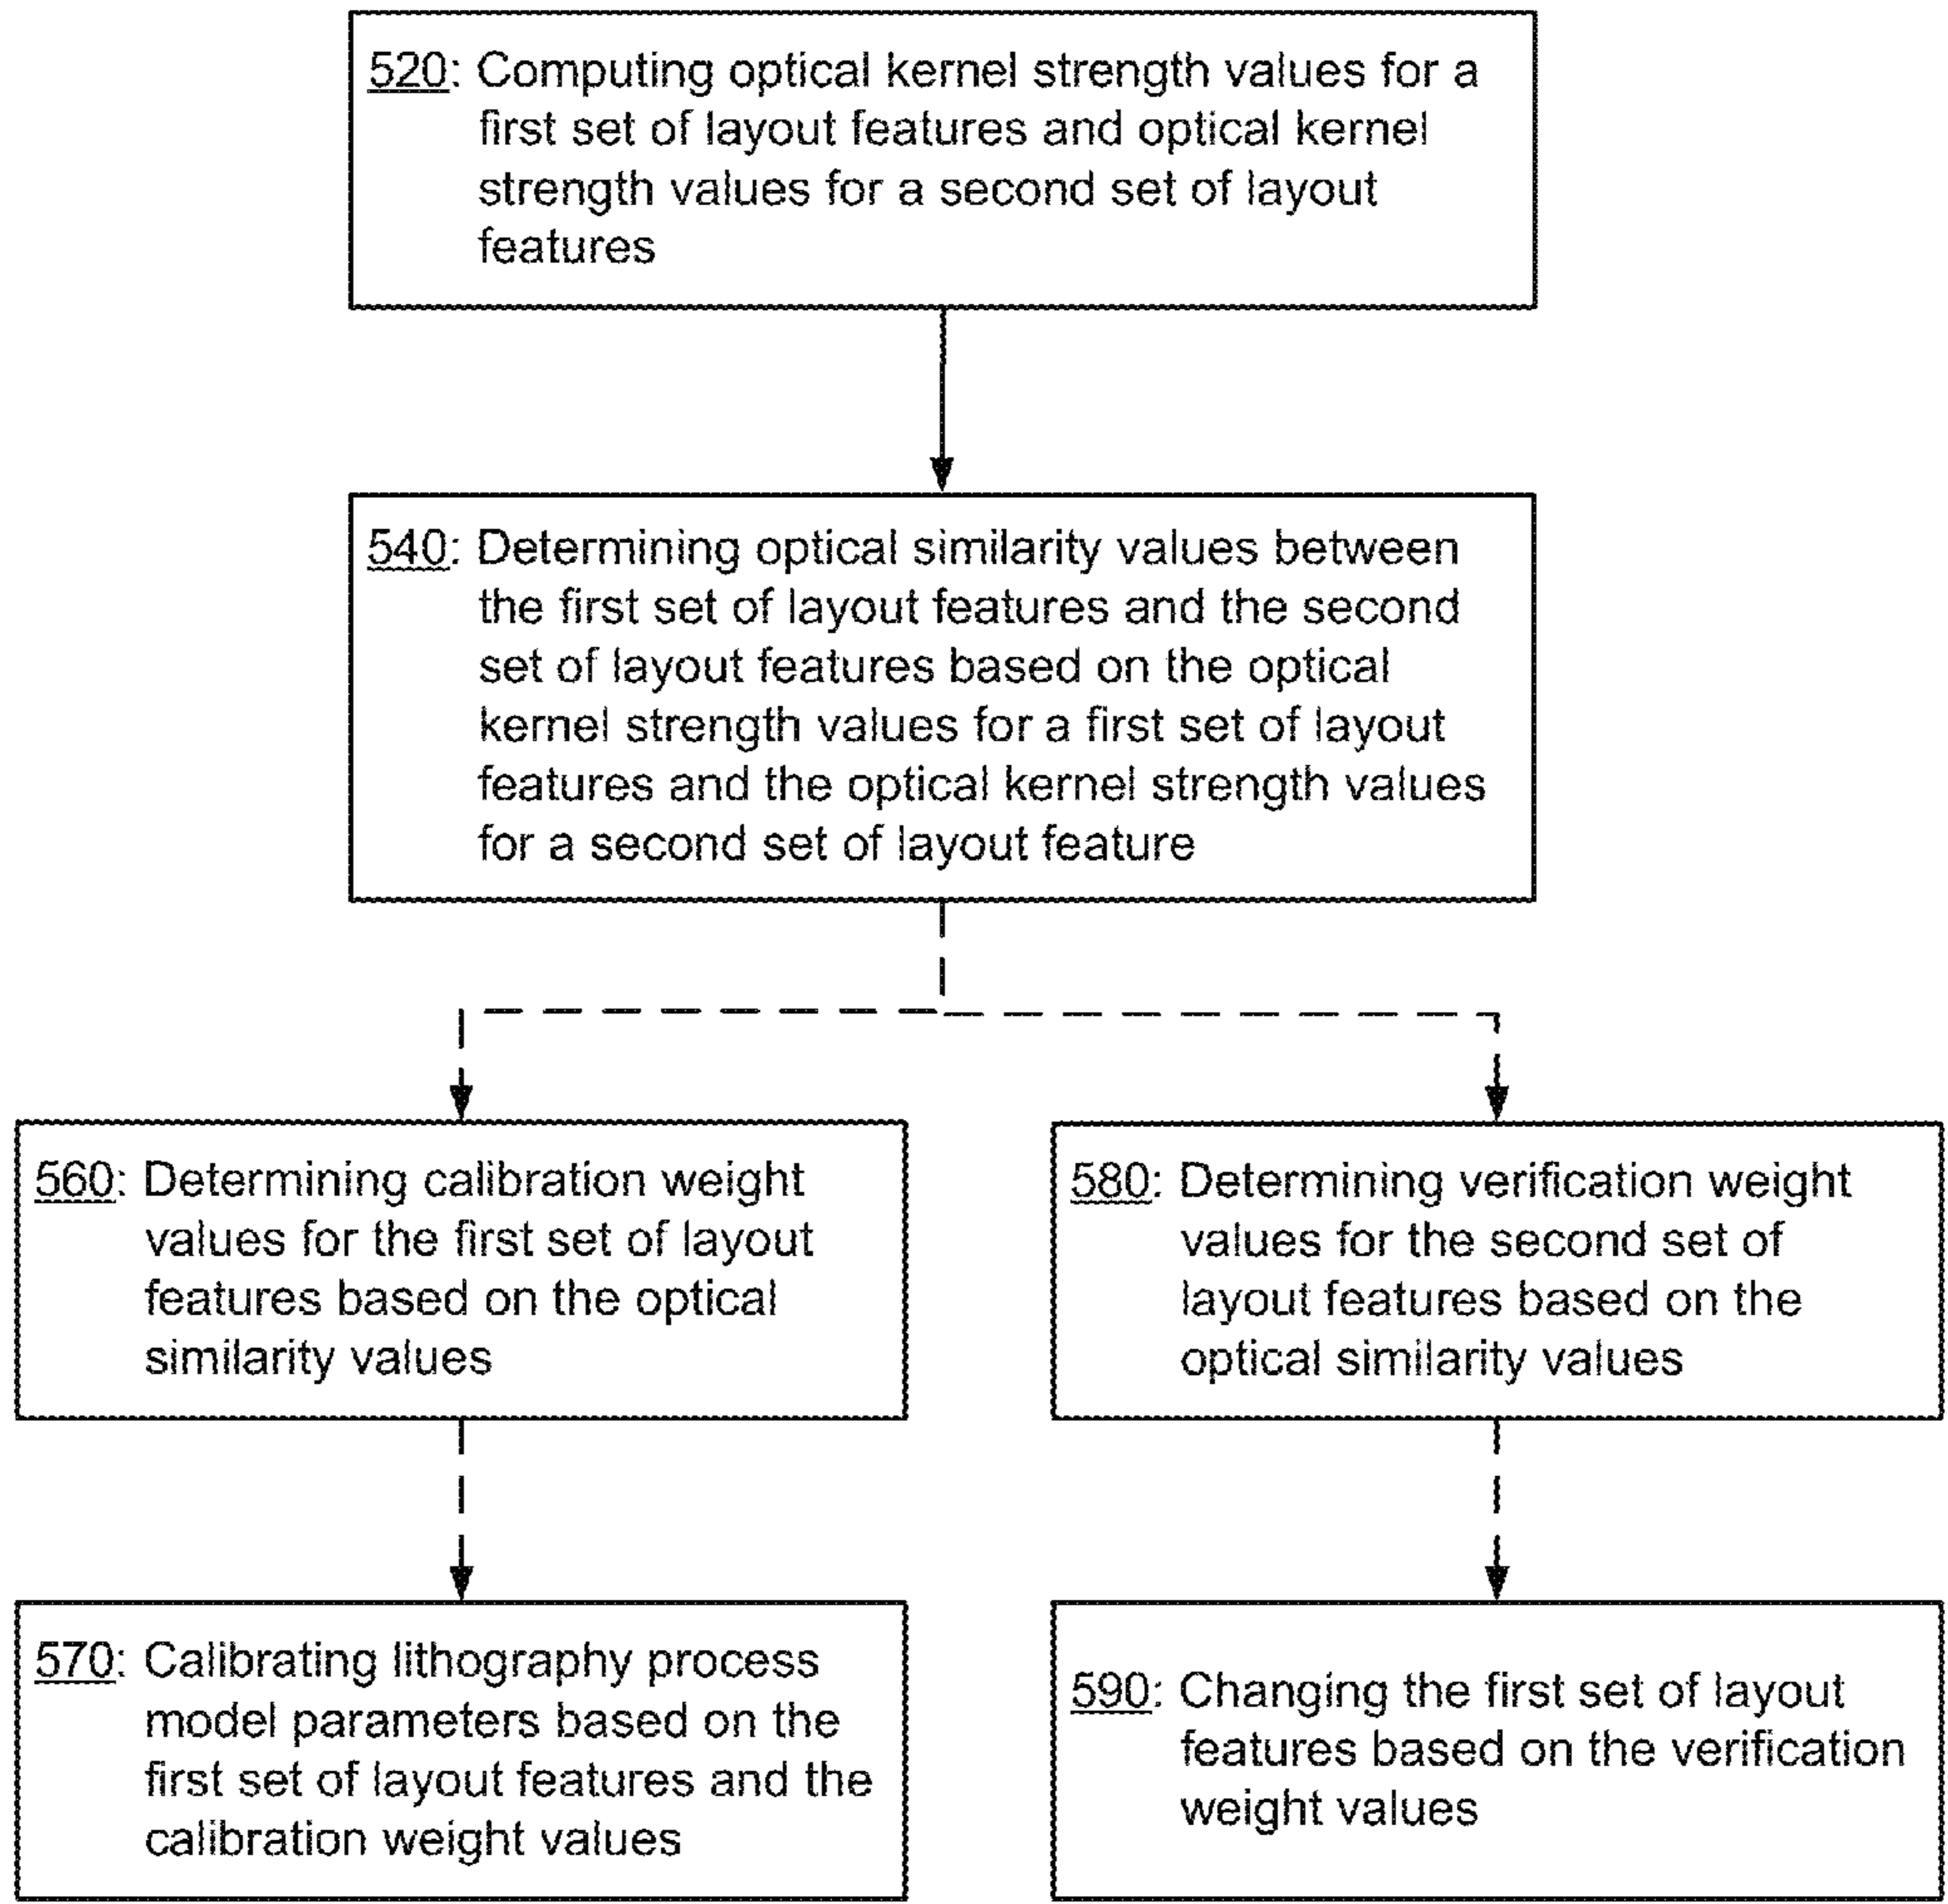 520: Computing optical kernel strength values for a
first set of layout features and optical kernel
strength values for a second set of layout
features
540: Determining optical similarity values between
the first set of layout features and the second
set of layout features based on the optical
kernel strength values for a first set of layout
features and the optical kernel strength values
for a second set of layout feature
560: Determining calibration weight
values for the first set of layout
features based on the optical
similarity values
580: Determining verification weight
values for the second set of
layout features based on the
optical similarity values
570: Calibrating lithography process
model parameters based on the
first set of layout features and the
calibration weight values
590: Changing the first set of layout
features based on the verification
weight values